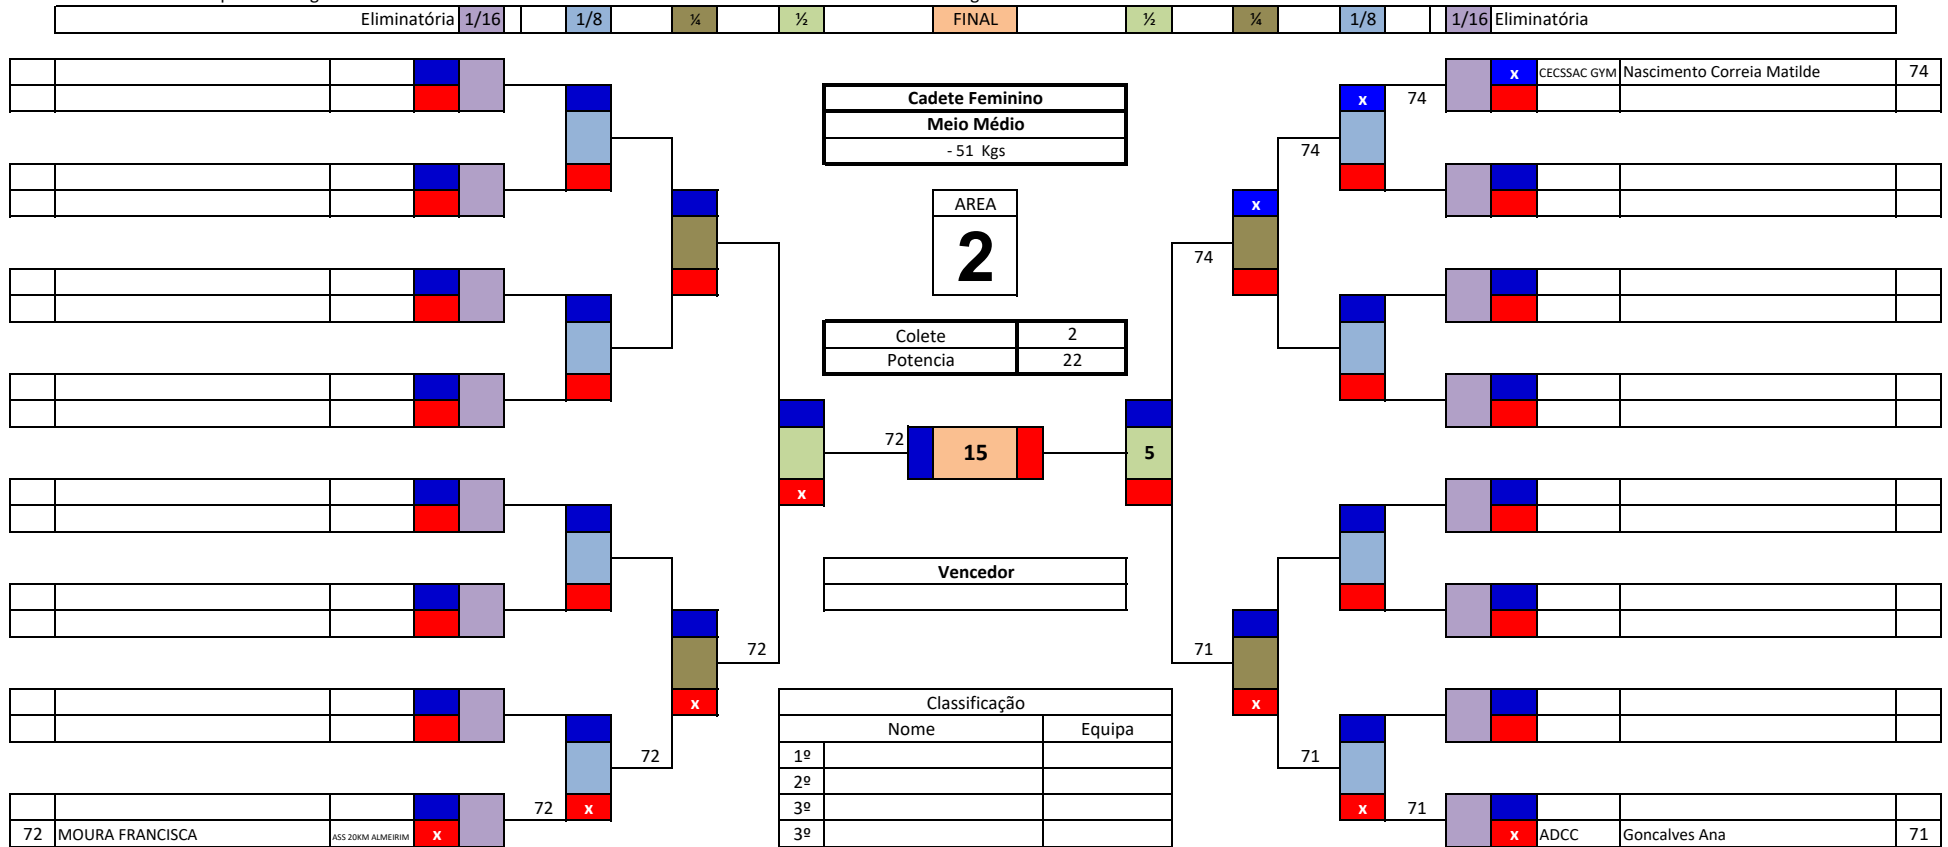 Eliminatória 1/16 1/8 ¼ ½ FINAL ½ ¼ 1/8 1/16 Eliminatória
x CECSSAC GYM Nascimento Correia Matilde 74
Cadete Feminino
x 74
Meio Médio
- 51 Kgs
74
AREA
x
2
74
Colete 2
Potencia 22
72 15 5
x
Vencedor
72 71
x Classificação x
Nome Equipa
72 1º 71
2º
72 x 3º x 71
72 MOURA FRANCISCA ASS 20KM ALMEIRIM x 3º x ADCC Goncalves Ana 71